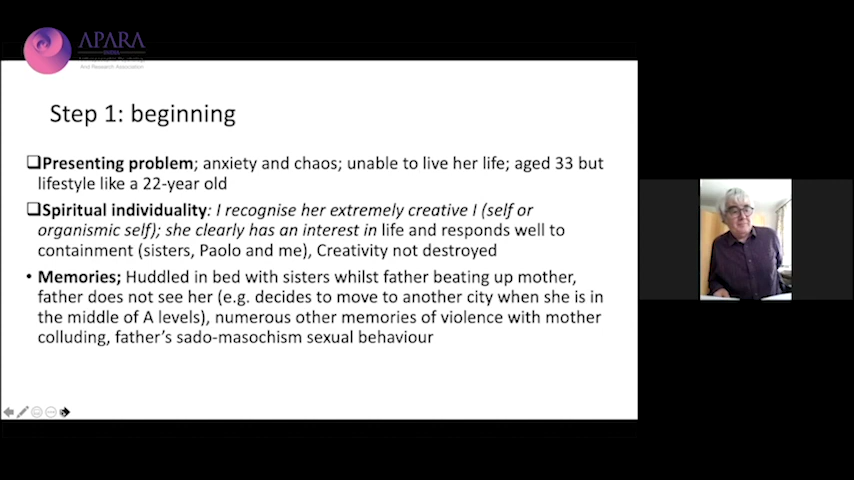 APARA
INDIA
And Research Association
Step 1: beginning
❑Presenting problem; anxiety and chaos; unable to live her life; aged 33 but
lifestyle like a 22-year old
❑Spiritual individuality: I recognise her extremely creative I (self or
organismic self); she clearly has an interest in life and responds well to
containment (sisters, Paolo and me), Creativity not destroyed
• Memories; Huddled in bed with sisters whilst father beating up mother,
father does not see her (e.g. decides to move to another city when she is in
the middle of A levels), numerous other memories of violence with mother
colluding, father's sado-masochism sexual behaviour